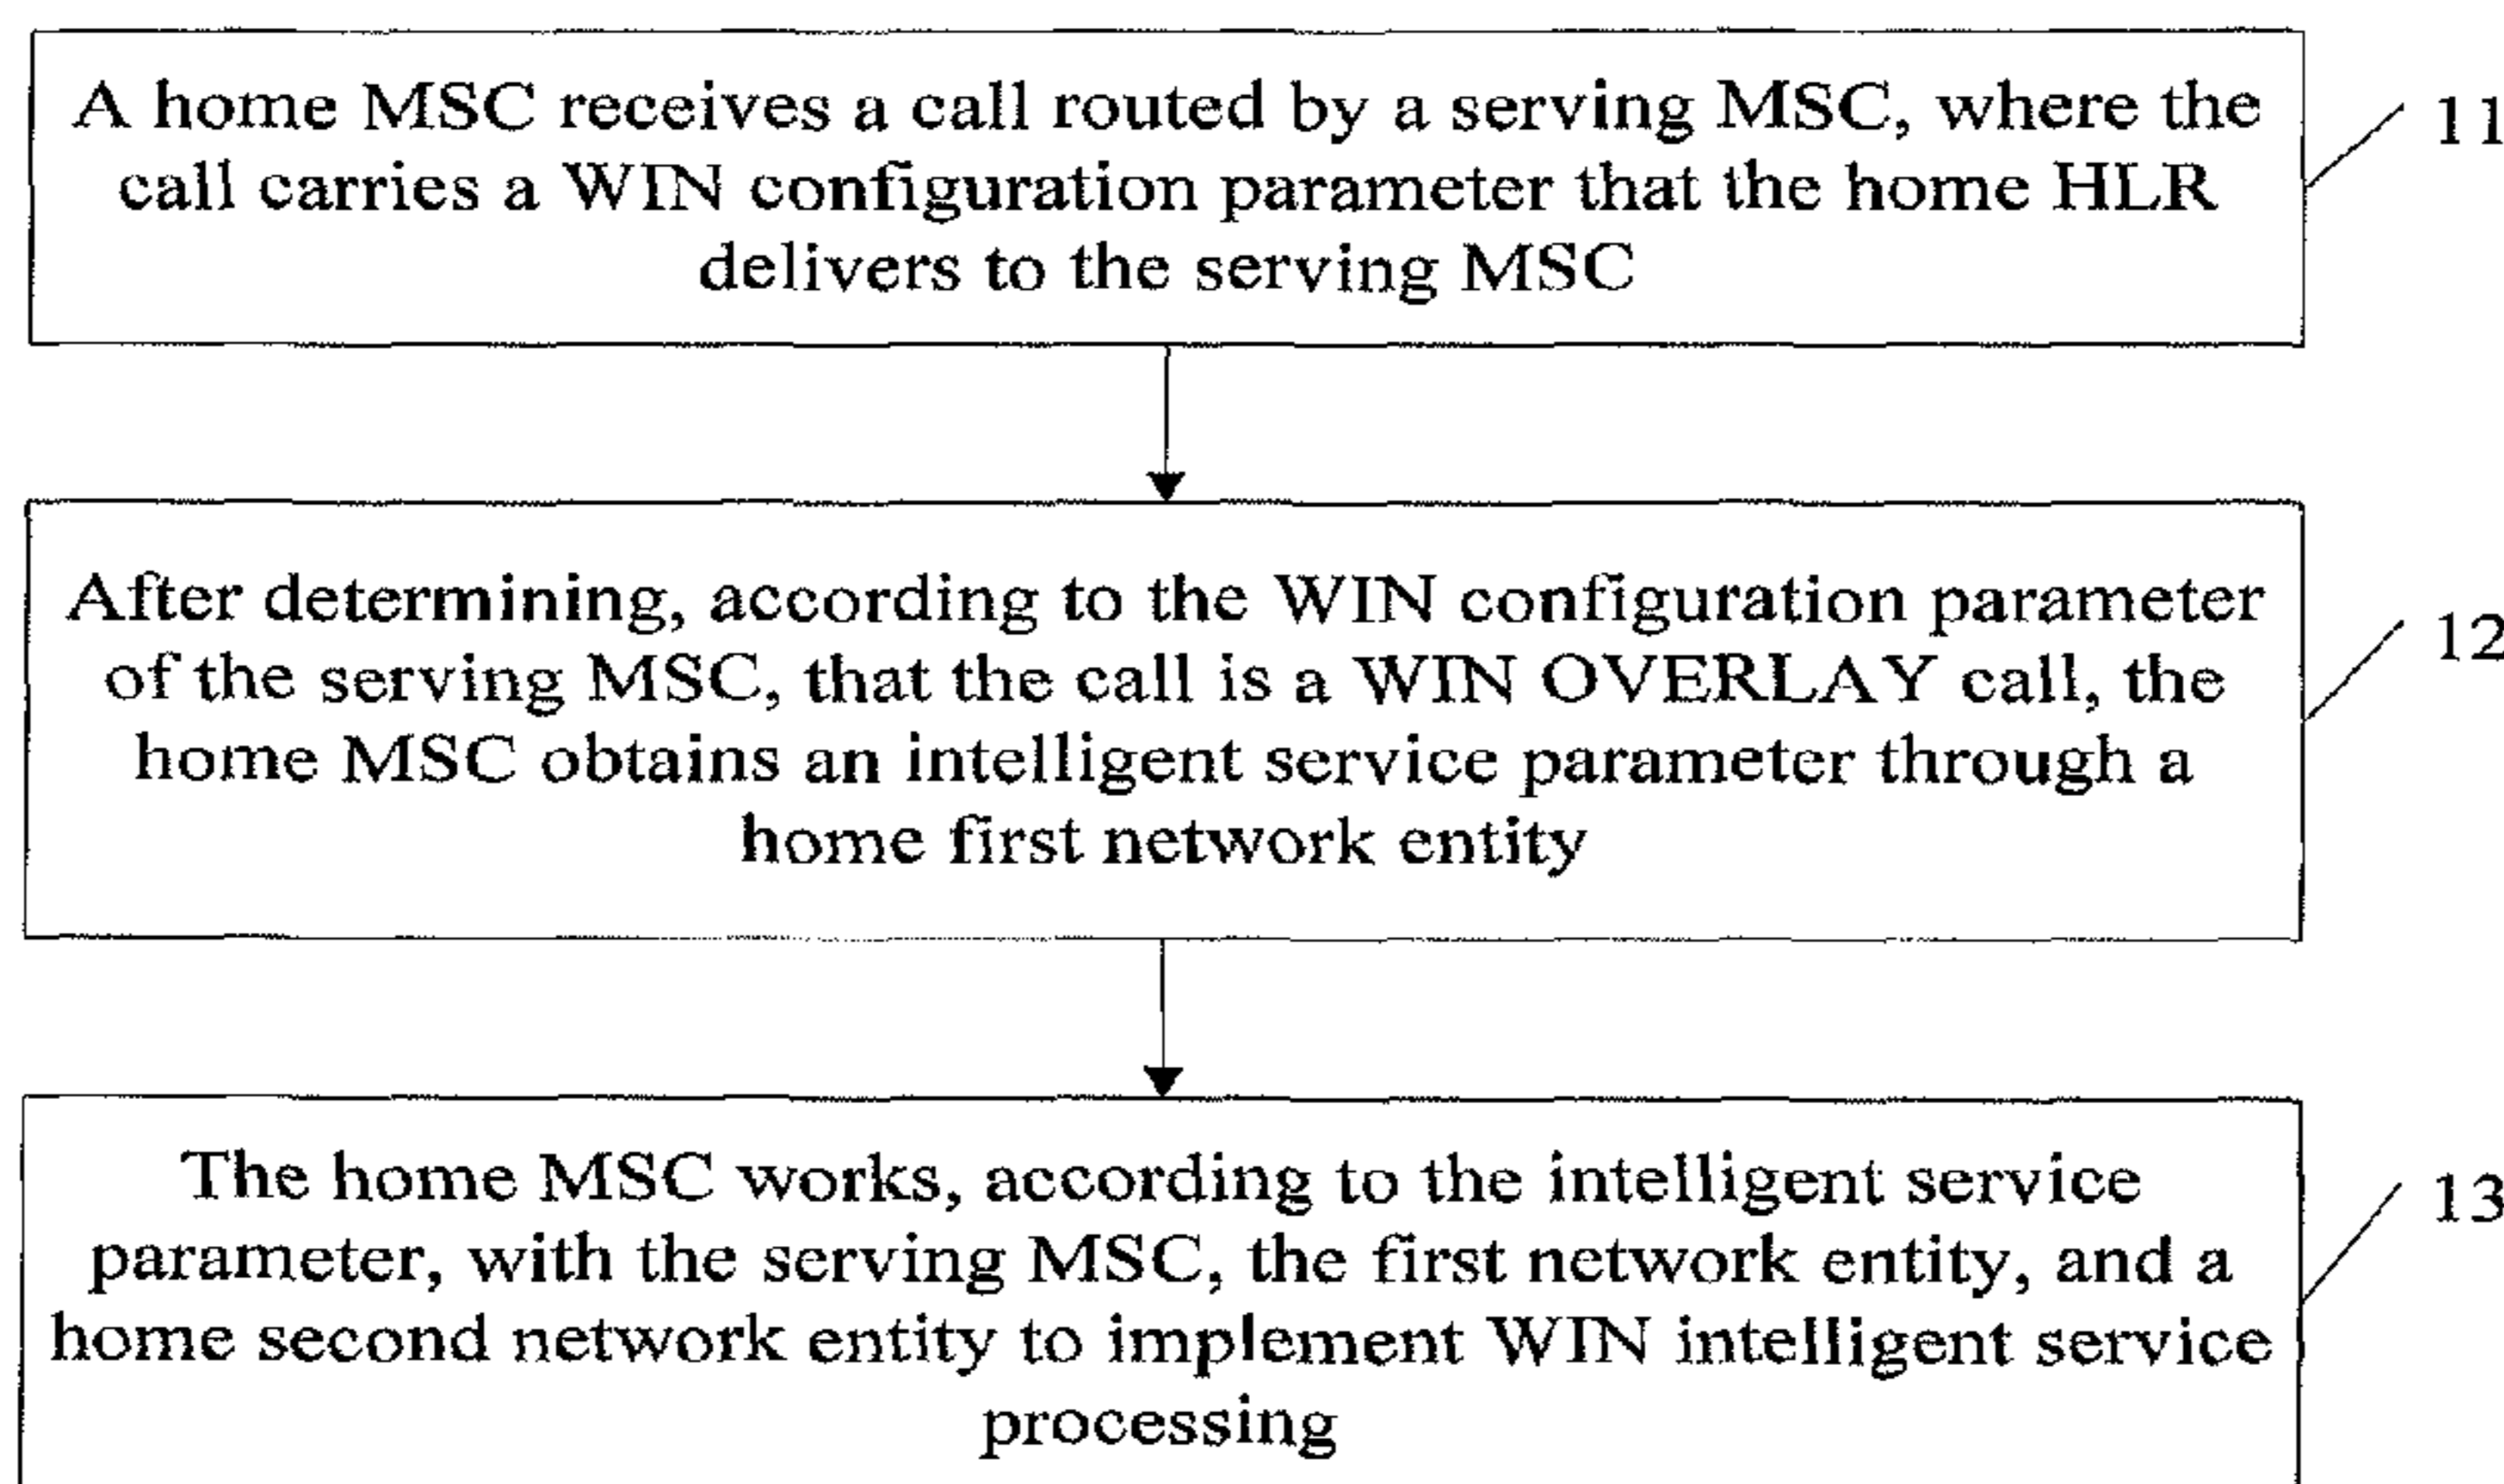 A home MSC receives a call routed by a serving MSC, where the
call carries a WIN configuration parameter that the home HLR
delivers to the serving MSC
11
After determining, according to the WIN configuration parameter
of the serving MSC, that the call is a WIN OVERLAY call, the
home MSC obtains an intelligent service parameter through a
home first network entity
12
The home MSC works, according to the intelligent service
parameter, with the serving MSC, the first network entity, and a
home second network entity to implement WIN intelligent service
processing
13